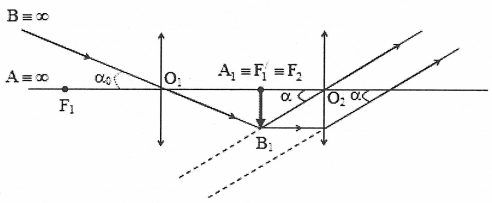 B ≡ ∞
A ≡ ∞
α₀
O₁
A₁ ≡ F₁′ ≡ F₂
F₁
α
O₂
α
B₁